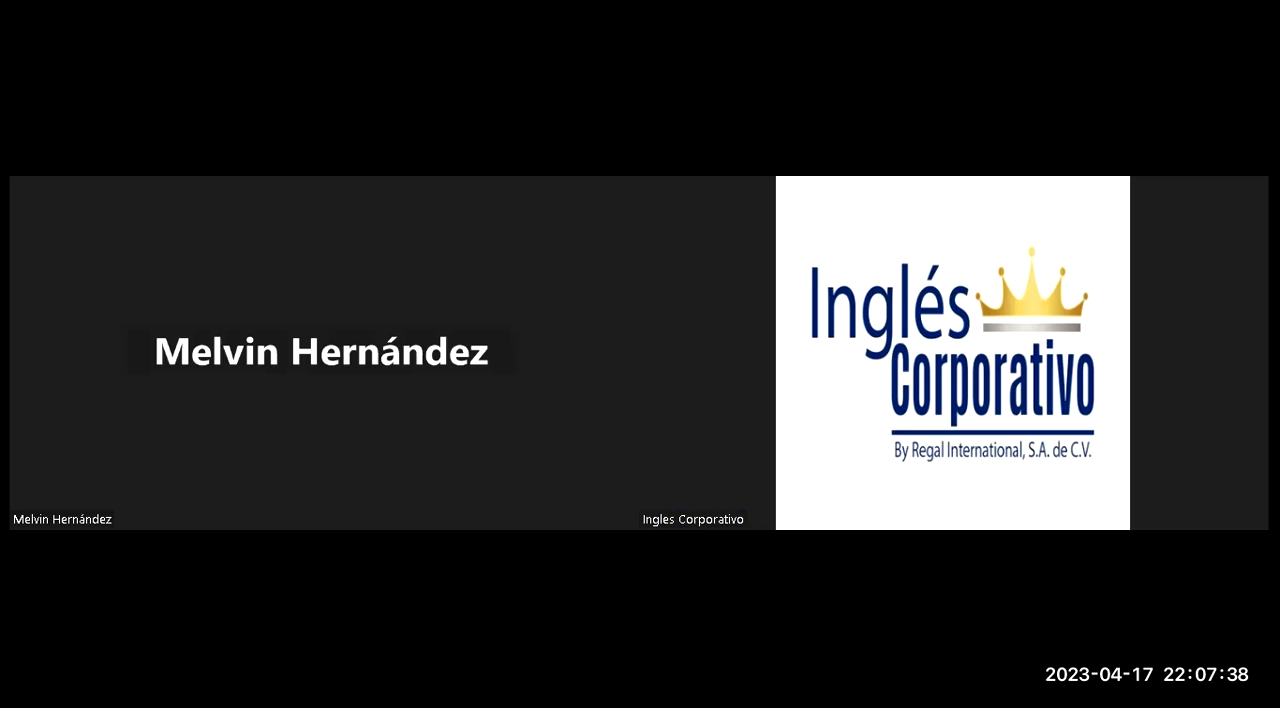 Melvin Hernández
Melvin Hernández
Inglés
Corporativo
By Regal International, S.A. de C.V.
Ingles Corporativo
2023-04-17 22:07:38